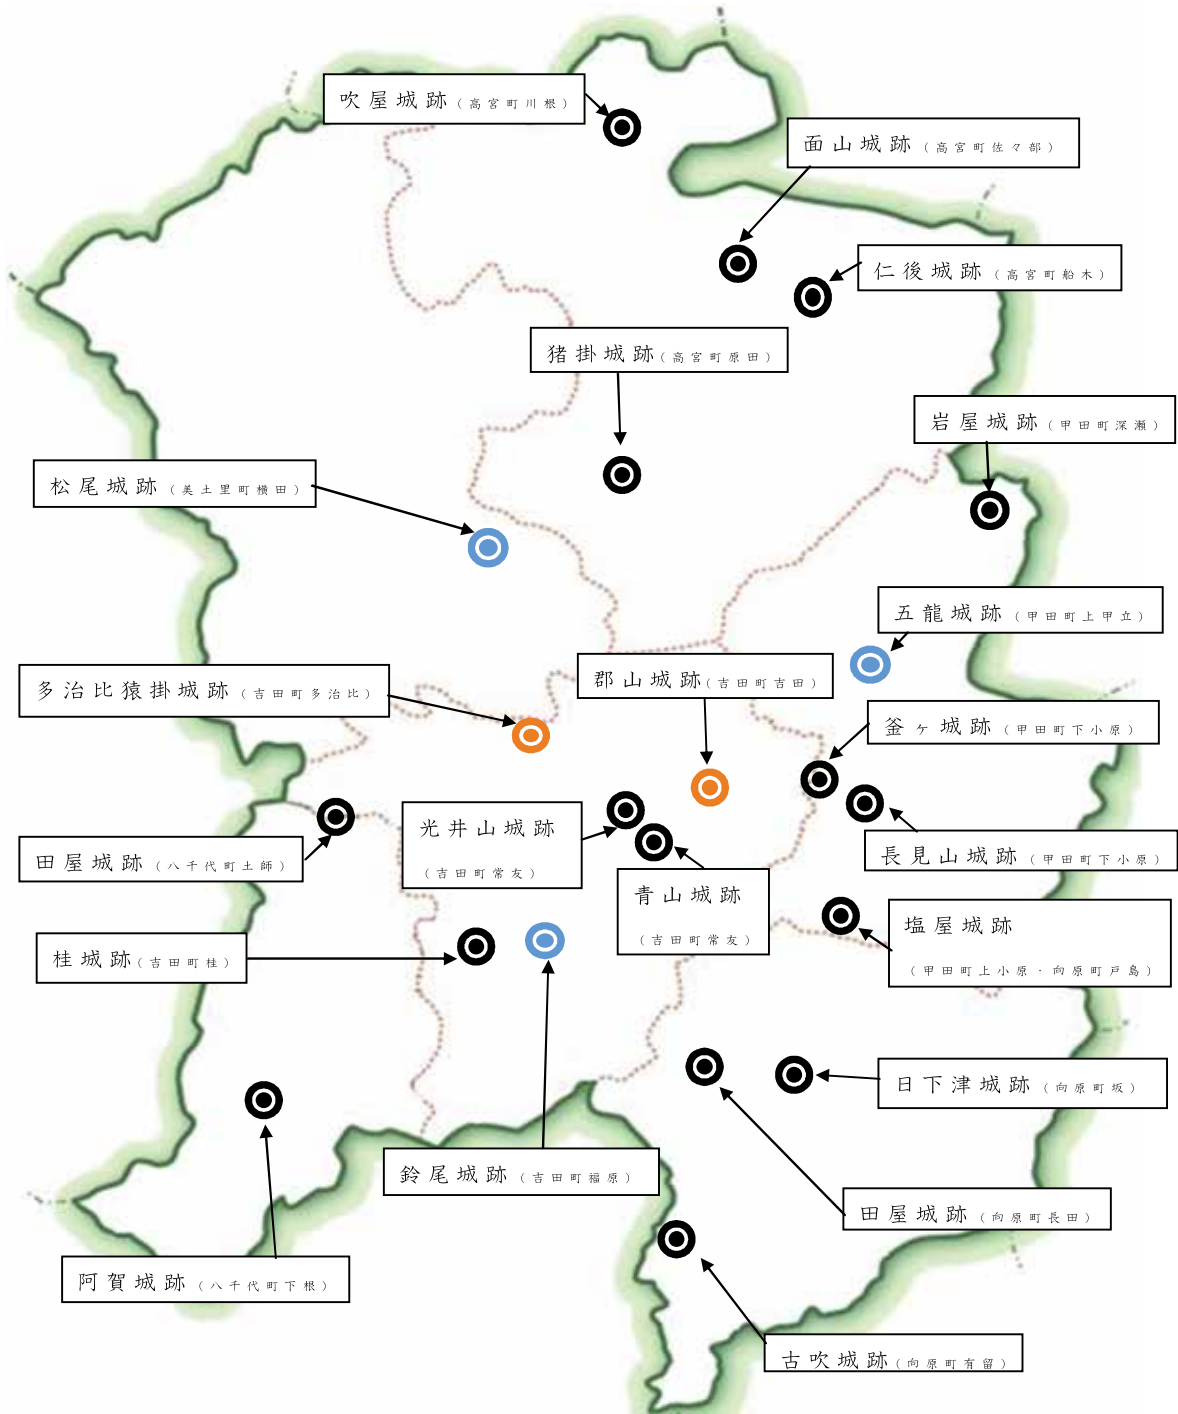 吹屋城跡(高宮町川根)
面山城跡(高宮町佐々部)
仁後城跡(高宮町船木)
猪掛城跡(高宮町原田)
岩屋城跡(甲田町深瀬)
松尾城跡(美土里町横田)
五龍城跡(甲田町上甲立)
多治比猿掛城跡(吉田町多治比)
郡山城跡(吉田町吉田)
釜ヶ城跡(甲田町下小原)
光井山城跡
(吉田町常友)
田屋城跡(八千代町土師)
長見山城跡(甲田町下小原)
青山城跡
(吉田町常友)
塩屋城跡
(甲田町上小原・向原町戸島)
桂城跡(吉田町桂)
日下津城跡(向原町坂)
鈴尾城跡(吉田町福原)
田屋城跡(向原町長田)
阿賀城跡(八千代町下根)
古吹城跡(向原町有留)